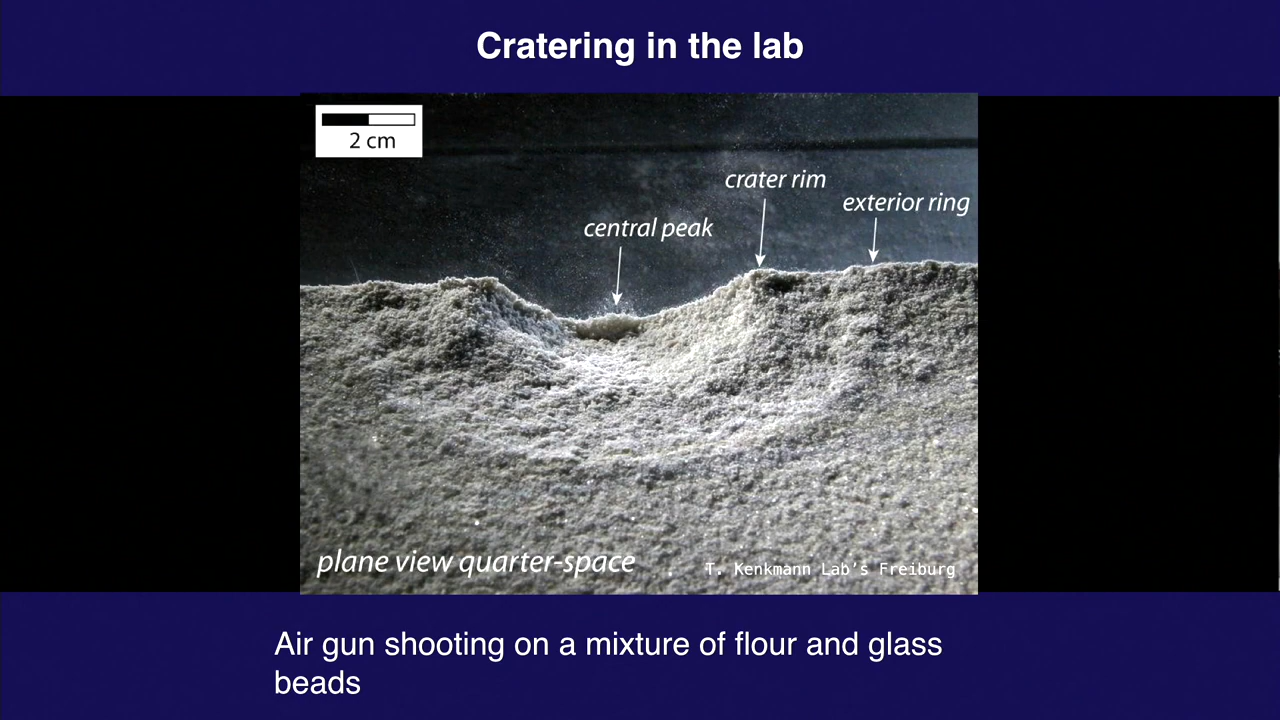 Cratering in the lab
2 cm
crater rim
exterior ring
central peak
plane view quarter-space
T. Kenkmann Lab's Freiburg
Air gun shooting on a mixture of flour and glass
beads